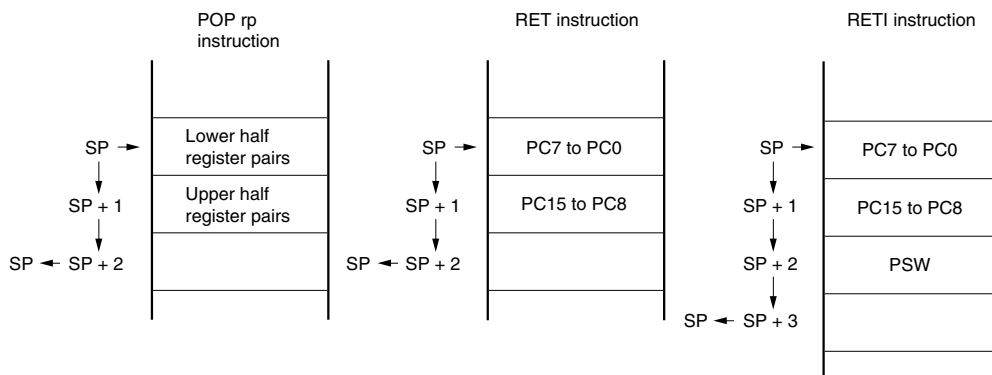 POP rp
instruction
SP
Lower half
register pairs
SP + 1
Upper half
register pairs
SP
SP + 2
RET instruction
SP
PC7 to PC0
SP + 1
PC15 to PC8
SP
SP + 2
RETI instruction
SP
PC7 to PC0
SP + 1
PC15 to PC8
SP + 2
PSW
SP
SP + 3